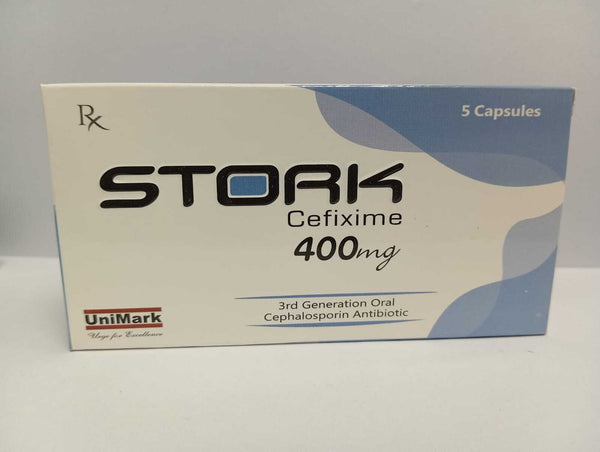 Rx
5 Capsules
STORK
Cefixime
400mg
3rd Generation Oral
Cephalosporin Antibiotic
UniMark
Urge for Excellence